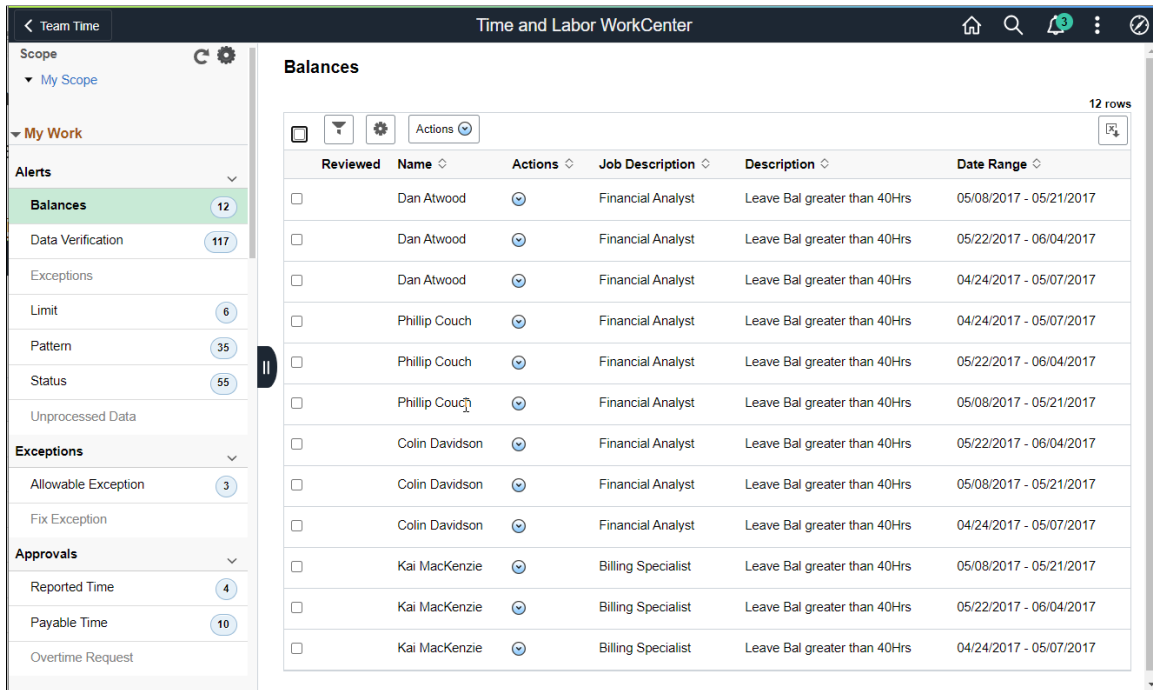 Team Time
Time and Labor WorkCenter
3
Scope
My Scope
My Work
Alerts
Balances 12
Data Verification 117
Exceptions
Limit 6
Pattern 35
Status 55
Unprocessed Data
Exceptions
Allowable Exception 3
Fix Exception
Approvals
Reported Time 4
Payable Time 10
Overtime Request
Balances
12 rows
Actions
Reviewed Name Actions Job Description Description Date Range
Dan Atwood Financial Analyst Leave Bal greater than 40Hrs 05/08/2017 - 05/21/2017
Dan Atwood Financial Analyst Leave Bal greater than 40Hrs 05/22/2017 - 06/04/2017
Dan Atwood Financial Analyst Leave Bal greater than 40Hrs 04/24/2017 - 05/07/2017
Phillip Couch Financial Analyst Leave Bal greater than 40Hrs 04/24/2017 - 05/07/2017
Phillip Couch Financial Analyst Leave Bal greater than 40Hrs 05/22/2017 - 06/04/2017
Phillip Couch Financial Analyst Leave Bal greater than 40Hrs 05/08/2017 - 05/21/2017
Colin Davidson Financial Analyst Leave Bal greater than 40Hrs 05/22/2017 - 06/04/2017
Colin Davidson Financial Analyst Leave Bal greater than 40Hrs 05/08/2017 - 05/21/2017
Colin Davidson Financial Analyst Leave Bal greater than 40Hrs 04/24/2017 - 05/07/2017
Kai MacKenzie Billing Specialist Leave Bal greater than 40Hrs 05/08/2017 - 05/21/2017
Kai MacKenzie Billing Specialist Leave Bal greater than 40Hrs 05/22/2017 - 06/04/2017
Kai MacKenzie Billing Specialist Leave Bal greater than 40Hrs 04/24/2017 - 05/07/2017